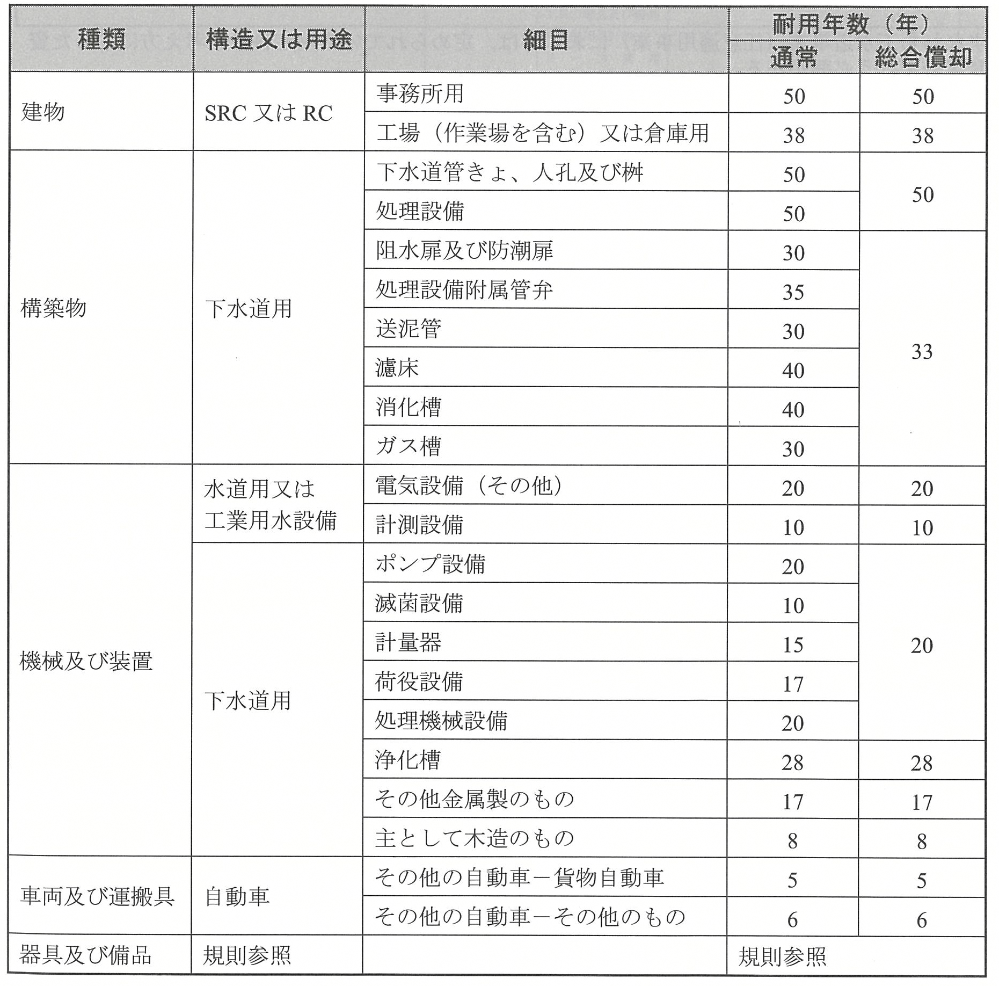 種類 構造又は用途 細目 耐用年数（年）
通常 総合償却
建物 SRC 又は RC 事務所用 50 50
工場（作業場を含む）又は倉庫用 38 38
構築物 下水道用 下水道管きょ、人孔及び桝 50 50
処理設備 50
阻水扉及び防潮扉 30 33
処理設備附属管弁 35
送泥管 30
濾床 40
消化槽 40
ガス槽 30
機械及び装置 水道用又は
工業用水設備 電気設備（その他） 20 20
計測設備 10 10
下水道用 ポンプ設備 20 20
滅菌設備 10
計量器 15
荷役設備 17
処理機械設備 20
浄化槽 28 28
その他金属製のもの 17 17
主として木造のもの 8 8
車両及び運搬具 自動車 その他の自動車－貨物自動車 5 5
その他の自動車－その他のもの 6 6
器具及び備品 規則参照 規則参照